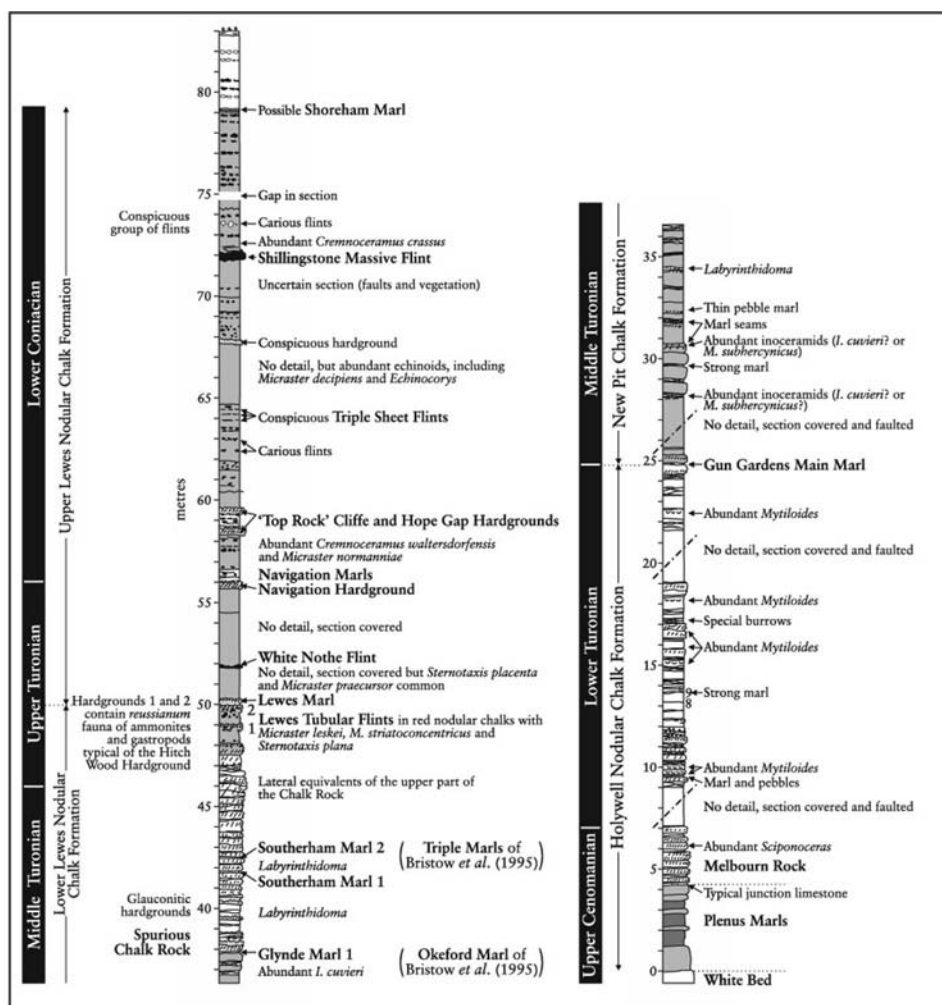 80
Possible Shoreham Marl
75
Gap in section
Conspicuous
group of flints
Carious flints
Abundant Cremnoceramus crassus
Shillingstone Massive Flint
Uncertain section (faults and vegetation)
70
Conspicuous hardground
No detail, but abundant echinoids, including
Micraster decipiens and Echinocorys
65
Conspicuous Triple Sheet Flints
Carious flints
metres
60
'Top Rock' Cliffe and Hope Gap Hardgrounds
Abundant Cremnoceramus waltersdorfensis
and Micraster normanniae
Navigation Marls
Navigation Hardground
55
No detail, section covered
White Nothe Flint
No detail, section covered but Sternotaxis placenta
and Micraster praecursor common
50
Lewes Marl
Hardgrounds 1 and 2
contain reussianum
fauna of ammonites
and gastropods
typical of the Hitch
Wood Hardground
2
1
Lewes Tubular Flints in red nodular chalks with
Micraster leskei, M. striatoconcentricus and
Sternotaxis plana
Lateral equivalents of the upper part of
the Chalk Rock
45
Southerham Marl 2
Labyrinthidoma
Southerham Marl 1
(Triple Marls of
Bristow et al. (1995))
Glauconitic
hardgrounds
40
Labyrinthidoma
Spurious
Chalk Rock
Glynde Marl 1
Abundant I. cuvieri
(Okeford Marl of
Bristow et al. (1995))
Lower Coniacian
Upper Turonian
Middle Turonian
Upper Lewes Nodular Chalk Formation
Lower Lewes Nodular
Chalk Formation
Middle Turonian
Lower Turonian
Upper Cenomanian
New Pit Chalk Formation
Holywell Nodular Chalk Formation
35
Labyrinthidoma
Thin pebble marl
Marl seams
Abundant inoceramids (I. cuvieri? or
M. subhercynicus)
30
Strong marl
Abundant inoceramids (I. cuvieri? or
M. subhercynicus?)
No detail, section covered and faulted
25
Gun Gardens Main Marl
Abundant Mytiloides
No detail, section covered and faulted
20
Abundant Mytiloides
Special burrows
Abundant Mytiloides
15
9
8
Strong marl
10
Abundant Mytiloides
Marl and pebbles
No detail, section covered and faulted
Abundant Sciponoceras
Melbourn Rock
5
Typical junction limestone
Plenus Marls
0
White Bed